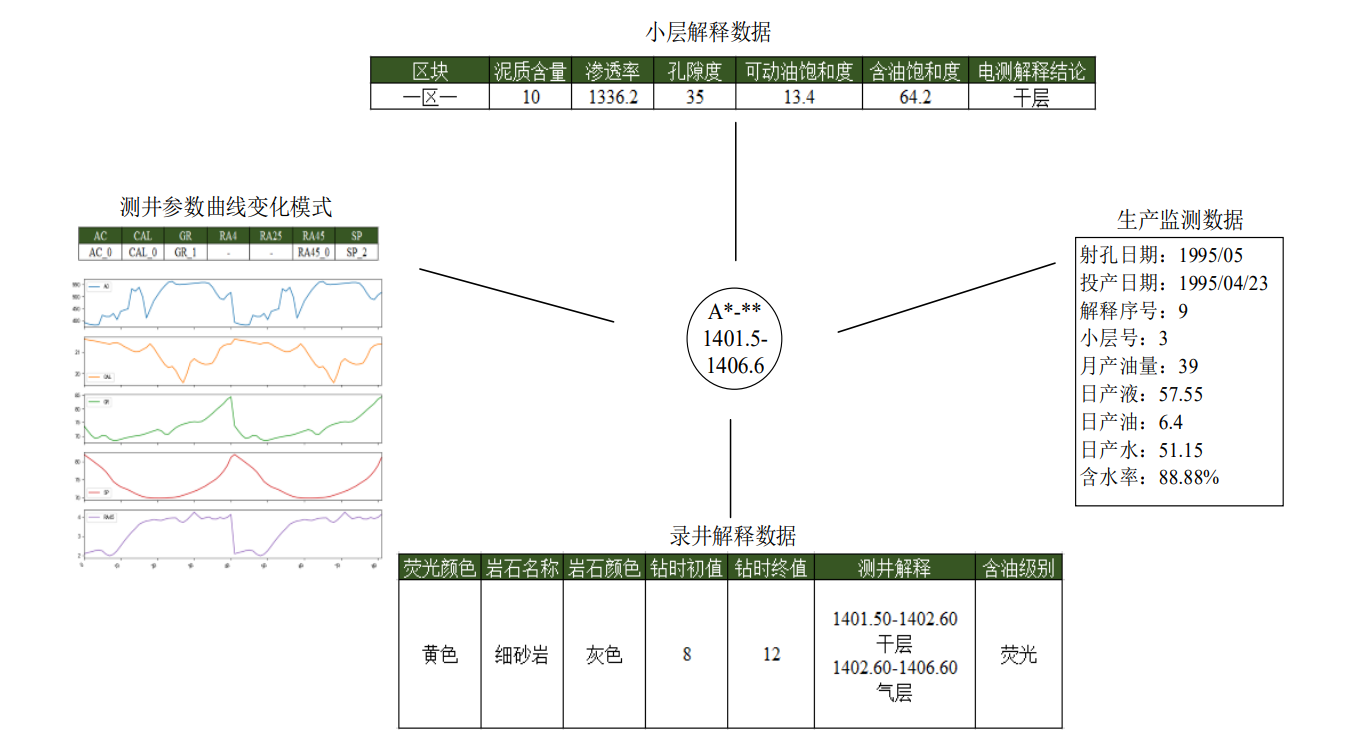 小层解释数据
区块 泥质含量 渗透率 孔隙度 可动油饱和度 含油饱和度 电测解释结论
一区一 10 1336.2 35 13.4 64.2 干层
测井参数曲线变化模式
AC CAL GR RA4 RA25 RA45 SP
AC_0 CAL_0 GR_1 - - RA45_0 SP_2
AC
CAL
GR
SP
RA45
A*-**
1401.5-
1406.6
生产监测数据
射孔日期：1995/05
投产日期：1995/04/23
解释序号：9
小层号：3
月产油量：39
日产液：57.55
日产油：6.4
日产水：51.15
含水率：88.88%
录井解释数据
荧光颜色 岩石名称 岩石颜色 钻时初值 钻时终值 测井解释 含油级别
黄色 细砂岩 灰色 8 12 1401.50-1402.60 干层 1402.60-1406.60 气层 荧光